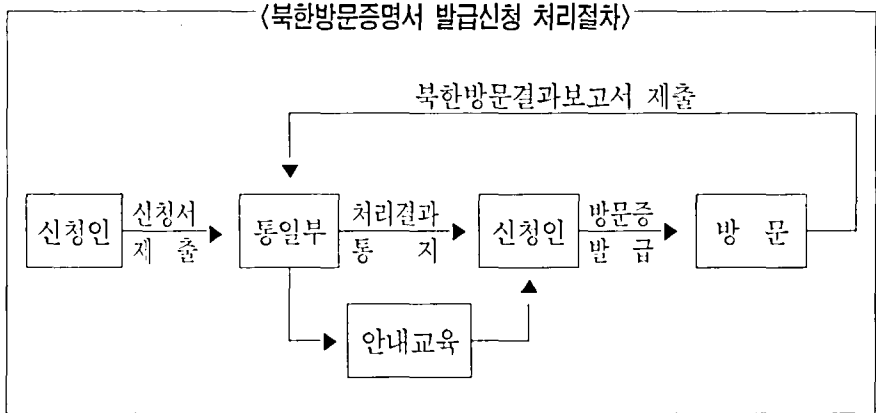 〈북한방문증명서 발급신청 처리절차〉
북한방문결과보고서 제출
신청인
신청서
제 출
통일부
처리결과
통 지
신청인
방문증
발 급
방 문
안내교육